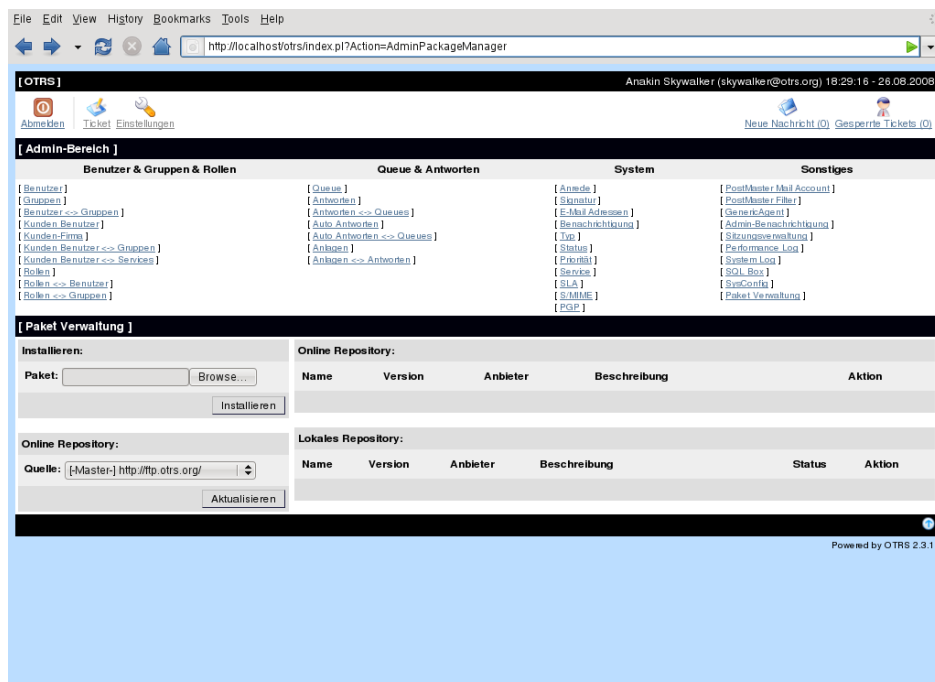 File Edit View History Bookmarks Tools Help
http://localhost/otrs/index.pl?Action=AdminPackageManager
[ OTRS ] Anakin Skywalker (skywalker@otrs.org) 18:29:16 - 26.08.2008
Abmelden Ticket Einstellungen Neue Nachricht (0) Gesperrte Tickets (0)
[ Admin-Bereich ]
Benutzer & Gruppen & Rollen Queue & Antworten System Sonstiges
[ Benutzer ] [ Queue ] [ Anrede ] [ PostMaster Mail Account ]
[ Gruppen ] [ Antworten ] [ Signatur ] [ PostMaster Filter ]
[ Benutzer <-> Gruppen ] [ Antworten <-> Queues ] [ E-Mail Adressen ] [ GenericAgent ]
[ Kunden Benutzer ] [ Auto Antworten ] [ Benachrichtigung ] [ Admin-Benachrichtigung ]
[ Kunden-Firma ] [ Auto Antworten <-> Queues ] [ Typ ] [ Sitzungsverwaltung ]
[ Kunden Benutzer <-> Gruppen ] [ Anlagen ] [ Status ] [ Performance Log ]
[ Kunden Benutzer <-> Services ] [ Anlagen <-> Antworten ] [ Priorität ] [ System Log ]
[ Rollen ] [ Service ] [ SQL Box ]
[ Rollen <-> Benutzer ] [ SLA ] [ SysConfig ]
[ Rollen <-> Gruppen ] [ S/MIME ] [ Paket Verwaltung ]
[ PGP ]
[ Paket Verwaltung ]
Installieren: Online Repository:
Paket: Browse... Name Version Anbieter Beschreibung Aktion
Installieren
Online Repository: Lokales Repository:
Quelle: [-Master-] http://ftp.otrs.org/ Name Version Anbieter Beschreibung Status Aktion
Aktualisieren
Powered by OTRS 2.3.1